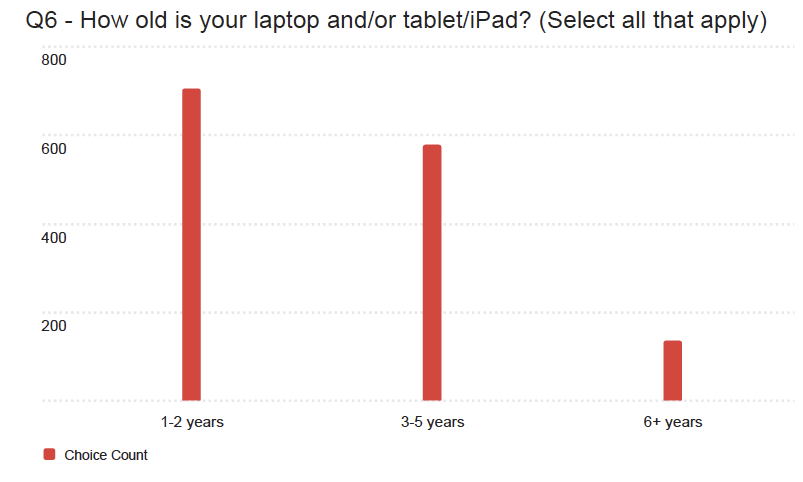 Q6 - How old is your laptop and/or tablet/iPad? (Select all that apply)
800
600
400
200
1-2 years 3-5 years 6+ years
Choice Count